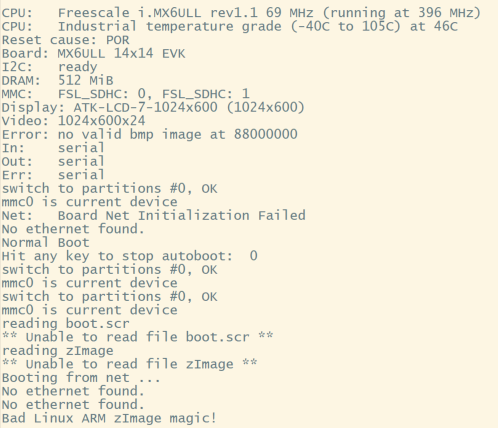 CPU:   Freescale i.MX6ULL rev1.1 69 MHz (running at 396 MHz)
CPU:   Industrial temperature grade (-40C to 105C) at 46C
Reset cause: POR
Board: MX6ULL 14x14 EVK
I2C:   ready
DRAM:  512 MiB
MMC:   FSL_SDHC: 0, FSL_SDHC: 1
Display: ATK-LCD-7-1024x600 (1024x600)
Video: 1024x600x24
Error: no valid bmp image at 88000000
In:    serial
Out:   serial
Err:   serial
switch to partitions #0, OK
mmc0 is current device
Net:   Board Net Initialization Failed
No ethernet found.
Normal Boot
Hit any key to stop autoboot:  0
switch to partitions #0, OK
mmc0 is current device
switch to partitions #0, OK
mmc0 is current device
reading boot.scr
** Unable to read file boot.scr **
reading zImage
** Unable to read file zImage **
Booting from net ...
No ethernet found.
No ethernet found.
Bad Linux ARM zImage magic!